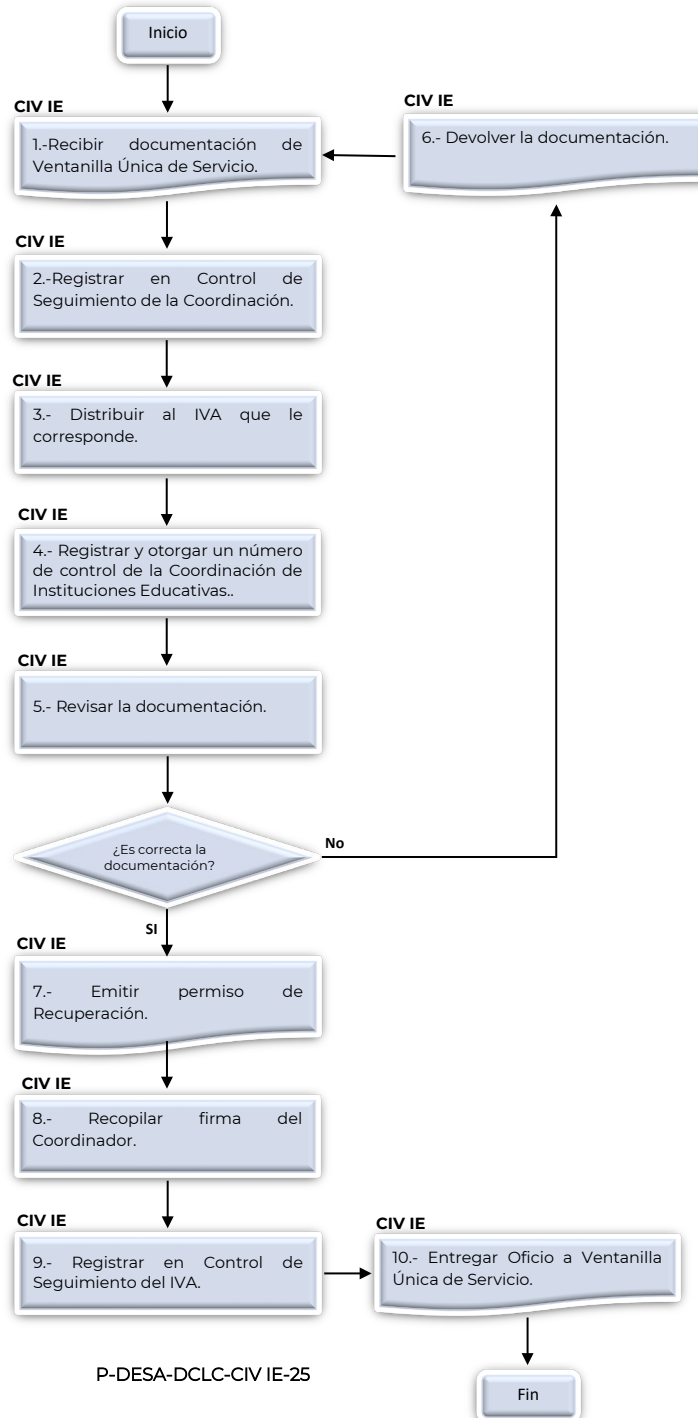 Inicio
CIV IE
1.-Recibir documentación de
Ventanilla Única de Servicio.
CIV IE
6.- Devolver la documentación.
CIV IE
2.-Registrar en Control de
Seguimiento de la Coordinación.
CIV IE
3.- Distribuir al IVA que le
corresponde.
CIV IE
4.- Registrar y otorgar un número
de control de la Coordinación de
Instituciones Educativas..
CIV IE
5.- Revisar la documentación.
¿Es correcta la
documentación?
No
SI
CIV IE
7.- Emitir permiso de
Recuperación.
CIV IE
8.- Recopilar firma del
Coordinador.
CIV IE
9.- Registrar en Control de
Seguimiento del IVA.
CIV IE
10.- Entregar Oficio a Ventanilla
Única de Servicio.
P-DESA-DCLC-CIV IE-25
Fin